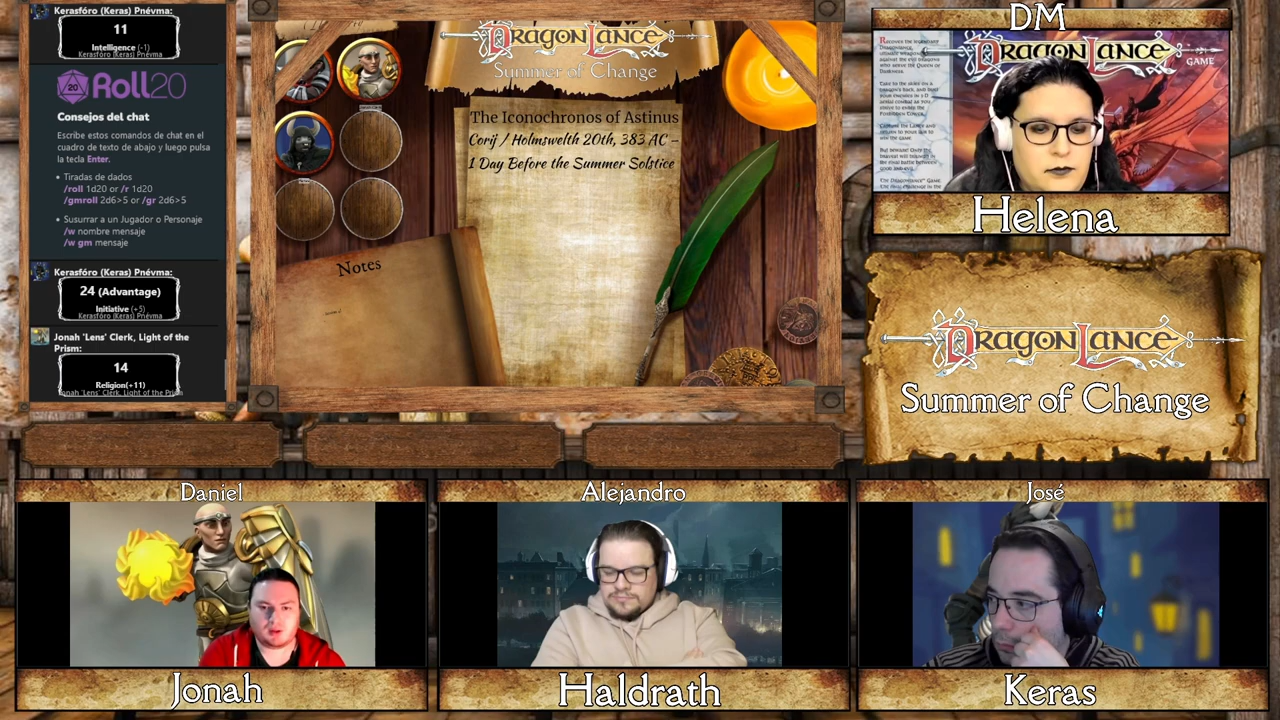 Kerasfóro (Keras) Pnévma:
11
Intelligence (-1)
Kerasfóro (Keras) Pnévma
Roll20
Consejos del chat
Escribe estos comandos de chat en el
cuadro de texto de abajo y luego pulsa
la tecla Enter.
• Tiradas de dados
/roll 1d20 or /r 1d20
/gmroll 2d6>5 or /gr 2d6>5
• Susurrar a un Jugador o Personaje
/w nombre mensaje
/w gm mensaje
Kerasfóro (Keras) Pnévma:
24 (Advantage)
Initiative (+5)
Kerasfóro (Keras) Pnévma
Jonah 'Lens' Clerk, Light of the
Prism:
14
Religion(+11)
Jonah 'Lens' Clerk, Light of the Prism
DragonLance
Summer of Change
The Iconochronos of Astinus
Corij / Holmswelth 20th, 383 AC –
1 Day Before the Summer Solstice
Notes
DM
DragonLance
GAME
Helena
DragonLance
Summer of Change
Daniel
Jonah
Alejandro
Haldrath
José
Keras